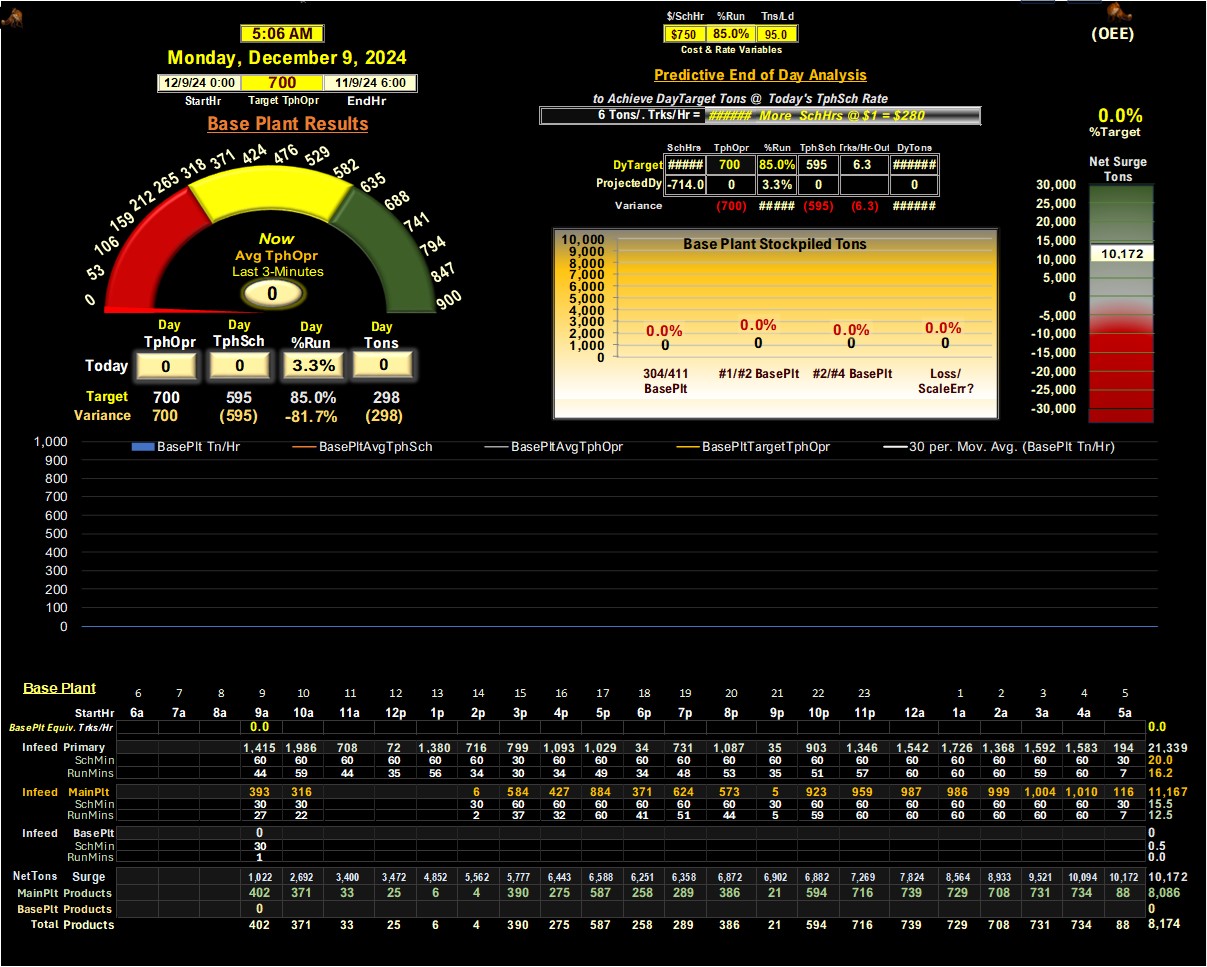 5:06 AM
Monday, December 9, 2024
12/9/24 0:00 700 11/9/24 6:00
StartHr Target TphOpr EndHr
Base Plant Results
$/SchHr %Run Tns/Ld
$750 85.0% 95.0
Cost & Rate Variables
Predictive End of Day Analysis
to Achieve DayTarget Tons @ Today's TphSch Rate
6 Tons/. Trks/Hr = ###### More SchHrs @ $1 = $280
SchHrs TphOpr %Run TphSch Trks/Hr-Out DyTons
DyTarget ##### 700 85.0% 595 6.3 ######
ProjectedDy -714.0 0 3.3% 0 0
Variance (700) ##### (595) (6.3) ######
(OEE)
0.0%
%Target
Net Surge
Tons
30,000
25,000
20,000
15,000
10,000
5,000
0
-5,000
-10,000
-15,000
-20,000
-25,000
-30,000
10,172
0 53 106 159 212 265 318 371 424 476 529 582 635 688 741 794 847 900
Now
Avg TphOpr
Last 3-Minutes
0
Day Day Day Day
TphOpr TphSch %Run Tons
Today 0 0 3.3% 0
Target 700 595 85.0% 298
Variance 700 (595) -81.7% (298)
Base Plant Stockpiled Tons
10,000
9,000
8,000
7,000
6,000
5,000
4,000
3,000
2,000
1,000
0
0.0% 0.0% 0.0% 0.0%
0 0 0 0
304/411 BasePlt
#1/#2 BasePlt
#2/#4 BasePlt
Loss/ ScaleErr?
BasePlt Tn/Hr BasePltAvgTphSch BasePltAvgTphOpr BasePltTargetTphOpr 30 per. Mov. Avg. (BasePlt Tn/Hr)
1,000
900
800
700
600
500
400
300
200
100
0
Base Plant 6 7 8 9 10 11 12 13 14 15 16 17 18 19 20 21 22 23 1 2 3 4 5
StartHr 6a 7a 8a 9a 10a 11a 12p 1p 2p 3p 4p 5p 6p 7p 8p 9p 10p 11p 12a 1a 2a 3a 4a 5a
BasePlt Equiv. Trks/Hr 0.0 0.0
Infeed Primary 1,415 1,986 708 72 1,380 716 799 1,093 1,029 34 731 1,087 35 903 1,346 1,542 1,726 1,368 1,592 1,583 194 21,339
SchMin 60 60 60 60 60 60 30 60 60 60 60 60 30 60 60 60 60 60 60 60 30 20.0
RunMins 44 59 44 35 56 34 30 34 49 34 48 53 35 51 57 60 60 60 59 60 7 16.2
Infeed MainPlt 393 316 6 584 427 884 371 624 573 5 923 959 987 986 999 1,004 1,010 116 11,167
SchMin 30 30 30 60 60 60 60 60 60 30 60 60 60 60 60 60 60 30 15.5
RunMins 27 22 2 37 32 60 41 51 44 5 59 60 60 60 60 60 60 7 12.5
Infeed BasePlt 0 0
SchMin 30 0.5
RunMins 1 0.0
NetTons Surge 1,022 2,692 3,400 3,472 4,852 5,562 5,777 6,443 6,588 6,251 6,358 6,872 6,902 6,882 7,269 7,824 8,564 8,933 9,521 10,094 10,172 10,172
MainPlt Products 402 371 33 25 6 4 390 275 587 258 289 386 21 594 716 739 729 708 731 734 88 8,086
BasePlt Products 0 0
Total Products 402 371 33 25 6 4 390 275 587 258 289 386 21 594 716 739 729 708 731 734 88 8,174